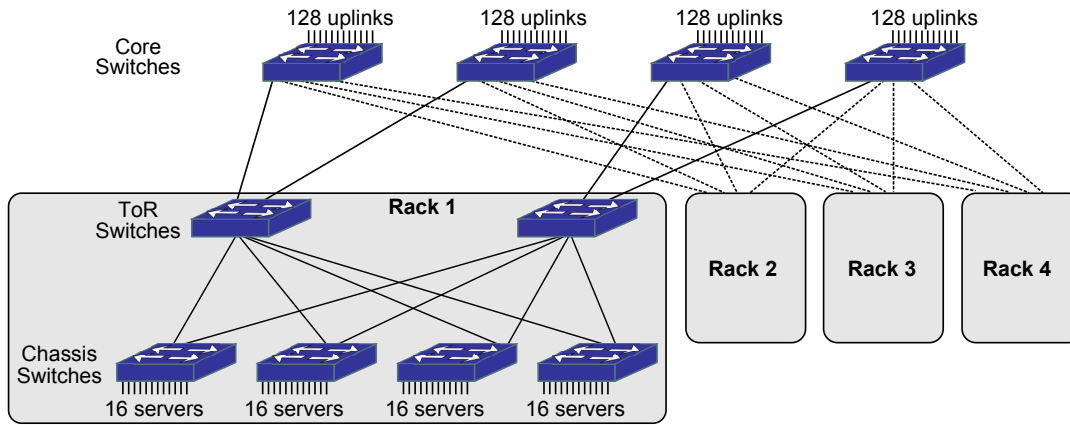 128 uplinks 128 uplinks 128 uplinks 128 uplinks
Core
Switches
ToR
Switches
Rack 1
Rack 2 Rack 3 Rack 4
Chassis
Switches
16 servers 16 servers 16 servers 16 servers